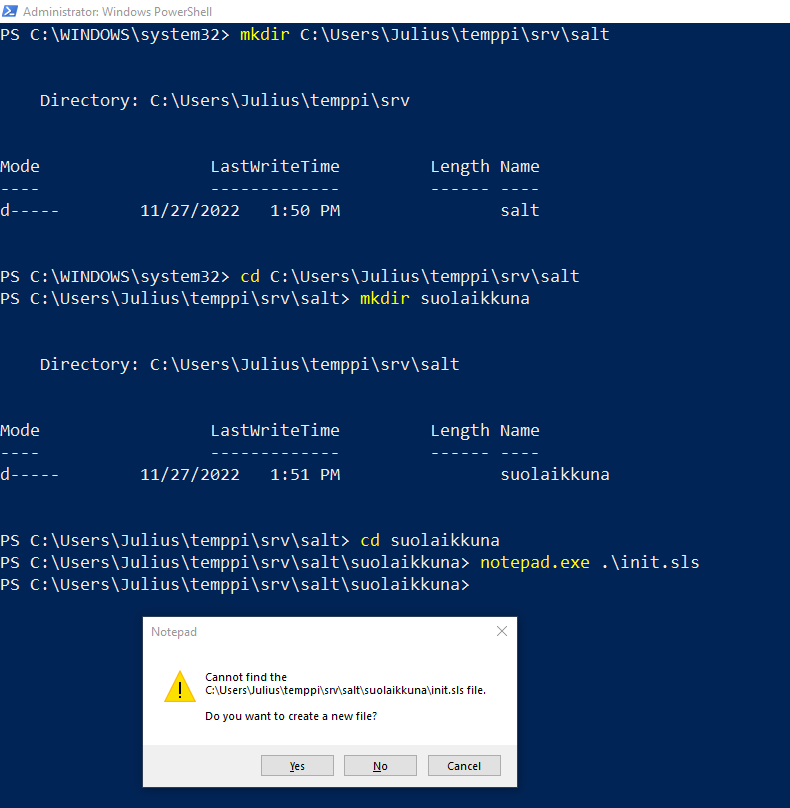 Administrator: Windows PowerShell
PS C:\WINDOWS\system32> mkdir C:\Users\Julius\temppi\srv\salt
Directory: C:\Users\Julius\temppi\srv
Mode LastWriteTime Length Name
---- ------------- ------ ----
d----- 11/27/2022 1:50 PM salt
PS C:\WINDOWS\system32> cd C:\Users\Julius\temppi\srv\salt
PS C:\Users\Julius\temppi\srv\salt> mkdir suolaikkuna
Directory: C:\Users\Julius\temppi\srv\salt
Mode LastWriteTime Length Name
---- ------------- ------ ----
d----- 11/27/2022 1:51 PM suolaikkuna
PS C:\Users\Julius\temppi\srv\salt> cd suolaikkuna
PS C:\Users\Julius\temppi\srv\salt\suolaikkuna> notepad.exe .\init.sls
PS C:\Users\Julius\temppi\srv\salt\suolaikkuna>
Notepad
Cannot find the
C:\Users\Julius\temppi\srv\salt\suolaikkuna\init.sls file.
Do you want to create a new file?
Yes No Cancel